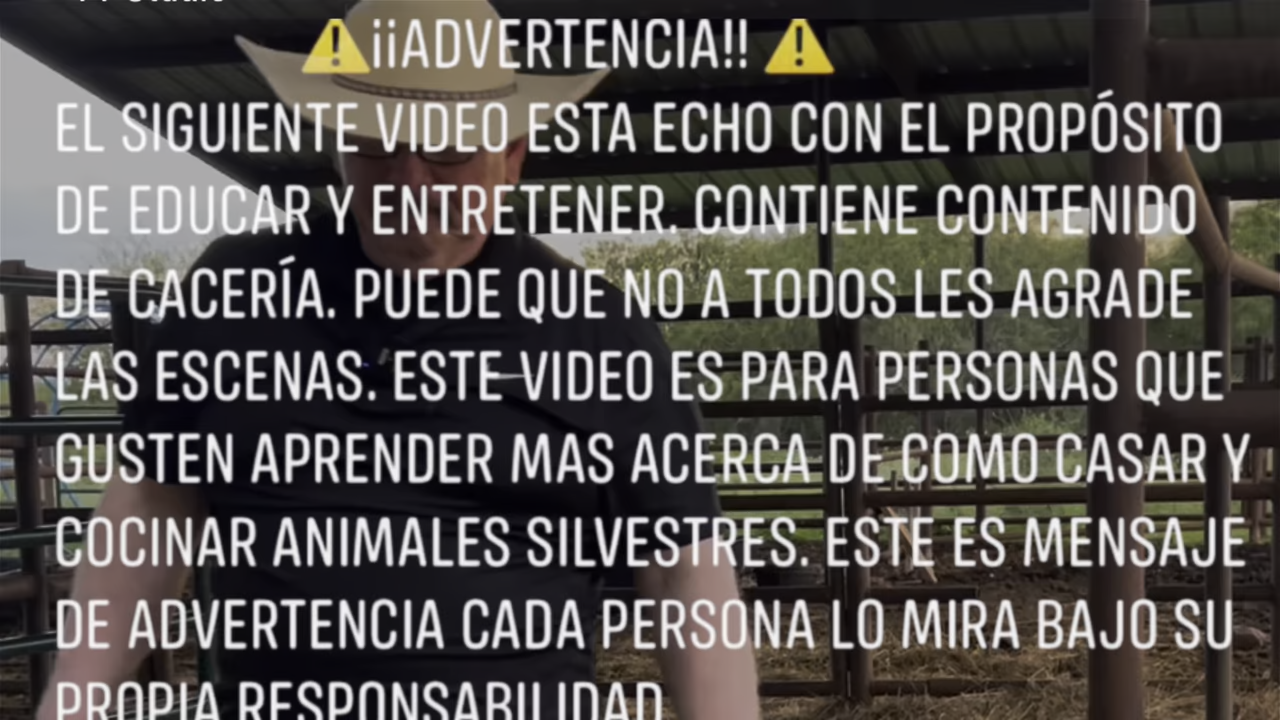 ⚠️¡¡ADVERTENCIA!! ⚠️
EL SIGUIENTE VIDEO ESTA ECHO CON EL PROPÓSITO
DE EDUCAR Y ENTRETENER. CONTIENE CONTENIDO
DE CACERÍA. PUEDE QUE NO A TODOS LES AGRADE
LAS ESCENAS. ESTE VIDEO ES PARA PERSONAS QUE
GUSTEN APRENDER MAS ACERCA DE COMO CASAR Y
COCINAR ANIMALES SILVESTRES. ESTE ES MENSAJE
DE ADVERTENCIA CADA PERSONA LO MIRA BAJO SU
PROPIA RESPONSABILIDAD